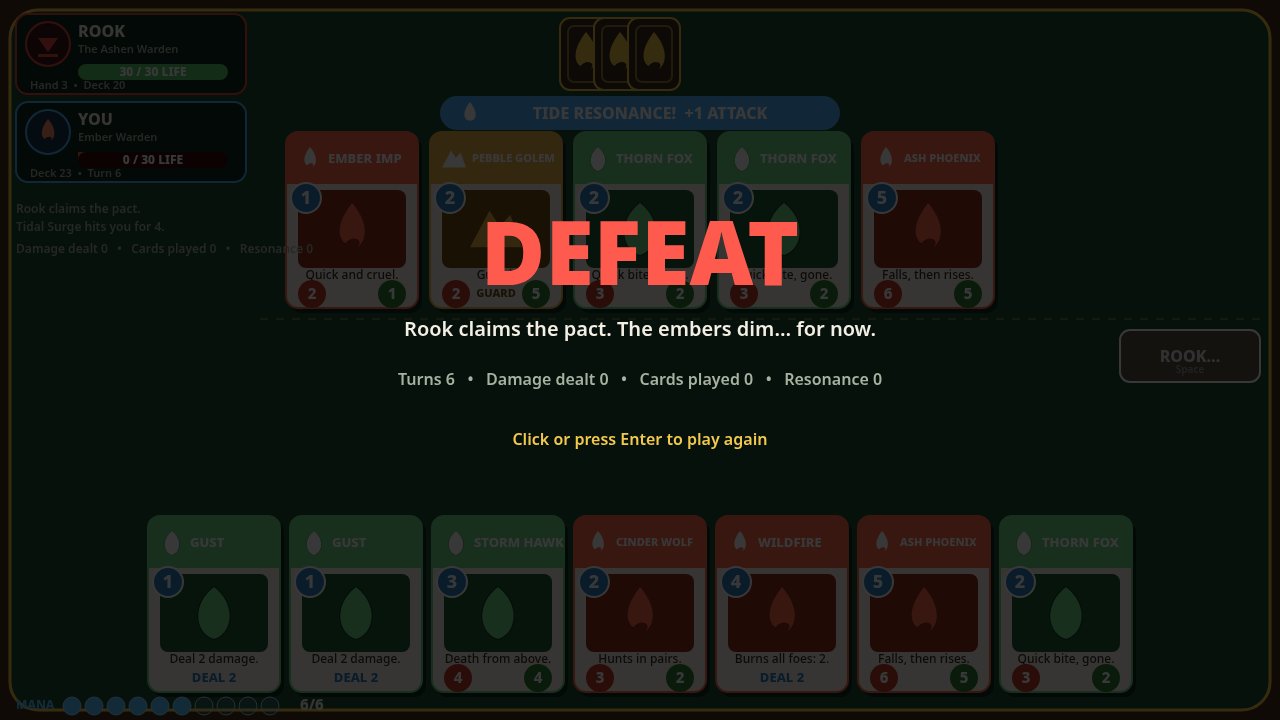 ROOK
The Ashen Warden
30 / 30 LIFE
Hand 3 • Deck 20
YOU
Ember Warden
0 / 30 LIFE
Deck 23 • Turn 6
Rook claims the pact.
Tidal Surge hits you for 4.
Damage dealt 0 • Cards played 0 • Resonance 0
TIDE RESONANCE! +1 ATTACK
EMBER IMP
1
Quick and cruel.
2
1
PEBBLE GOLEM
2
2
GUARD
5
THORN FOX
2
3
2
THORN FOX
2
3
2
ASH PHOENIX
5
Falls, then rises.
6
5
DEFEAT
Rook claims the pact. The embers dim... for now.
Turns 6 • Damage dealt 0 • Cards played 0 • Resonance 0
Click or press Enter to play again
ROOK...
Space
GUST
1
Deal 2 damage.
DEAL 2
GUST
1
Deal 2 damage.
DEAL 2
STORM HAWK
3
Death from above.
4
4
CINDER WOLF
2
Hunts in pairs.
3
2
WILDFIRE
4
Burns all foes: 2.
DEAL 2
ASH PHOENIX
5
Falls, then rises.
6
5
THORN FOX
2
Quick bite, gone.
3
2
MANA
6/6